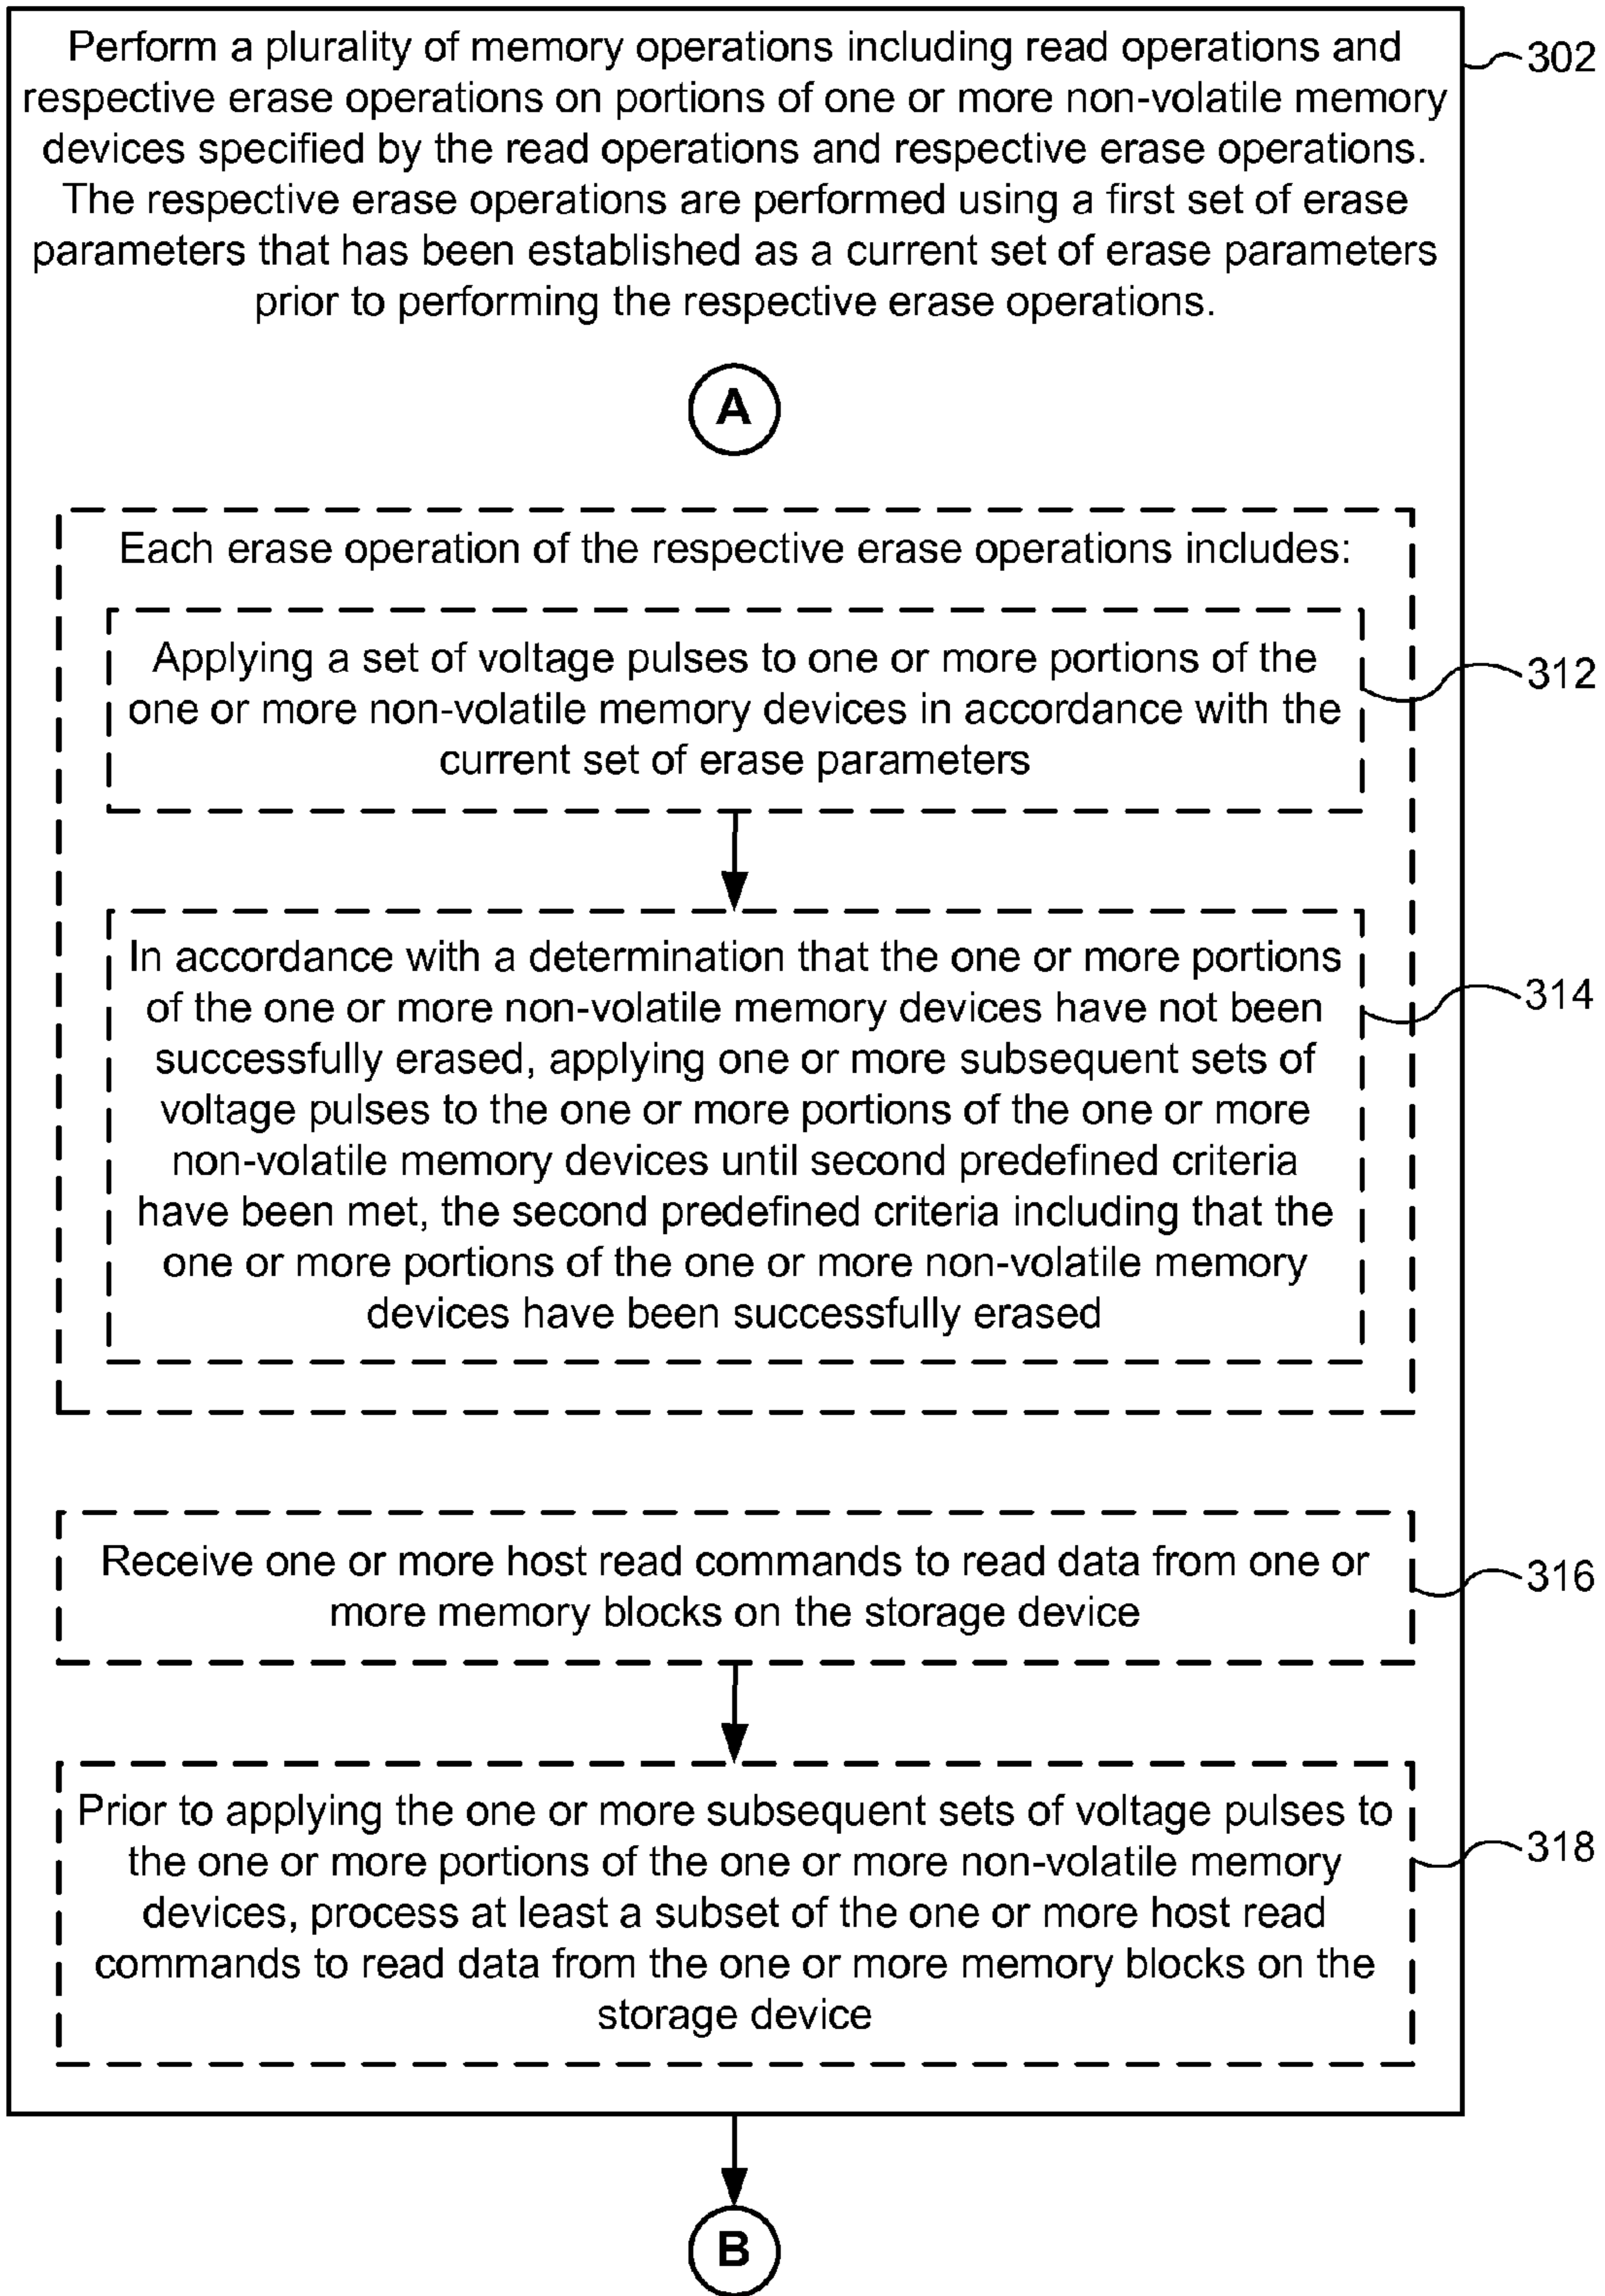 Perform a plurality of memory operations including read operations and
respective erase operations on portions of one or more non-volatile memory
devices specified by the read operations and respective erase operations.
The respective erase operations are performed using a first set of erase
parameters that has been established as a current set of erase parameters
prior to performing the respective erase operations.
302
A
Each erase operation of the respective erase operations includes:
Applying a set of voltage pulses to one or more portions of the
one or more non-volatile memory devices in accordance with the
current set of erase parameters
312
In accordance with a determination that the one or more portions
of the one or more non-volatile memory devices have not been
successfully erased, applying one or more subsequent sets of
voltage pulses to the one or more portions of the one or more
non-volatile memory devices until second predefined criteria
have been met, the second predefined criteria including that the
one or more portions of the one or more non-volatile memory
devices have been successfully erased
314
Receive one or more host read commands to read data from one or
more memory blocks on the storage device
316
Prior to applying the one or more subsequent sets of voltage pulses to
the one or more portions of the one or more non-volatile memory
devices, process at least a subset of the one or more host read
commands to read data from the one or more memory blocks on the
storage device
318
B